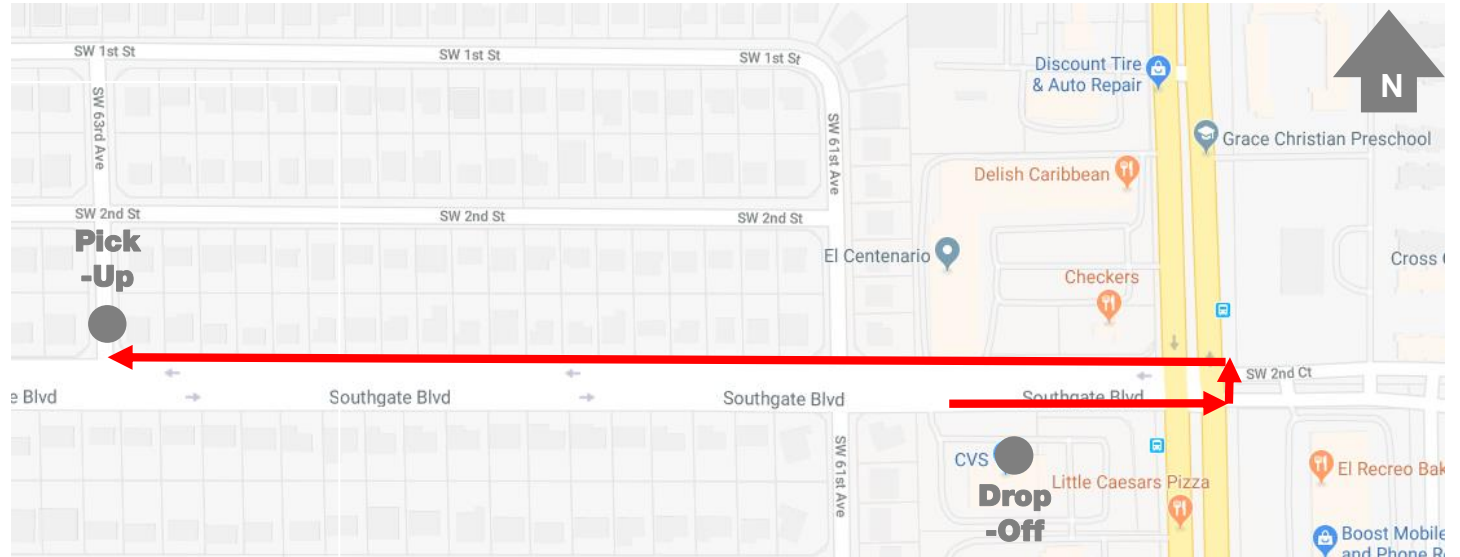 SW 1st St
SW 1st St
SW 1st St
Discount Tire
& Auto Repair
N
SW 63rd Ave
SW 61st Ave
Grace Christian Preschool
Delish Caribbean
SW 2nd St
SW 2nd St
SW 2nd St
Pick
-Up
El Centenario
Cross
Checkers
SW 2nd Ct
e Blvd
Southgate Blvd
Southgate Blvd
Southgate Blvd
SW 61st Ave
CVS
Little Caesars Pizza
El Recreo Bak
Drop
-Off
Boost Mobile
and Phone Re